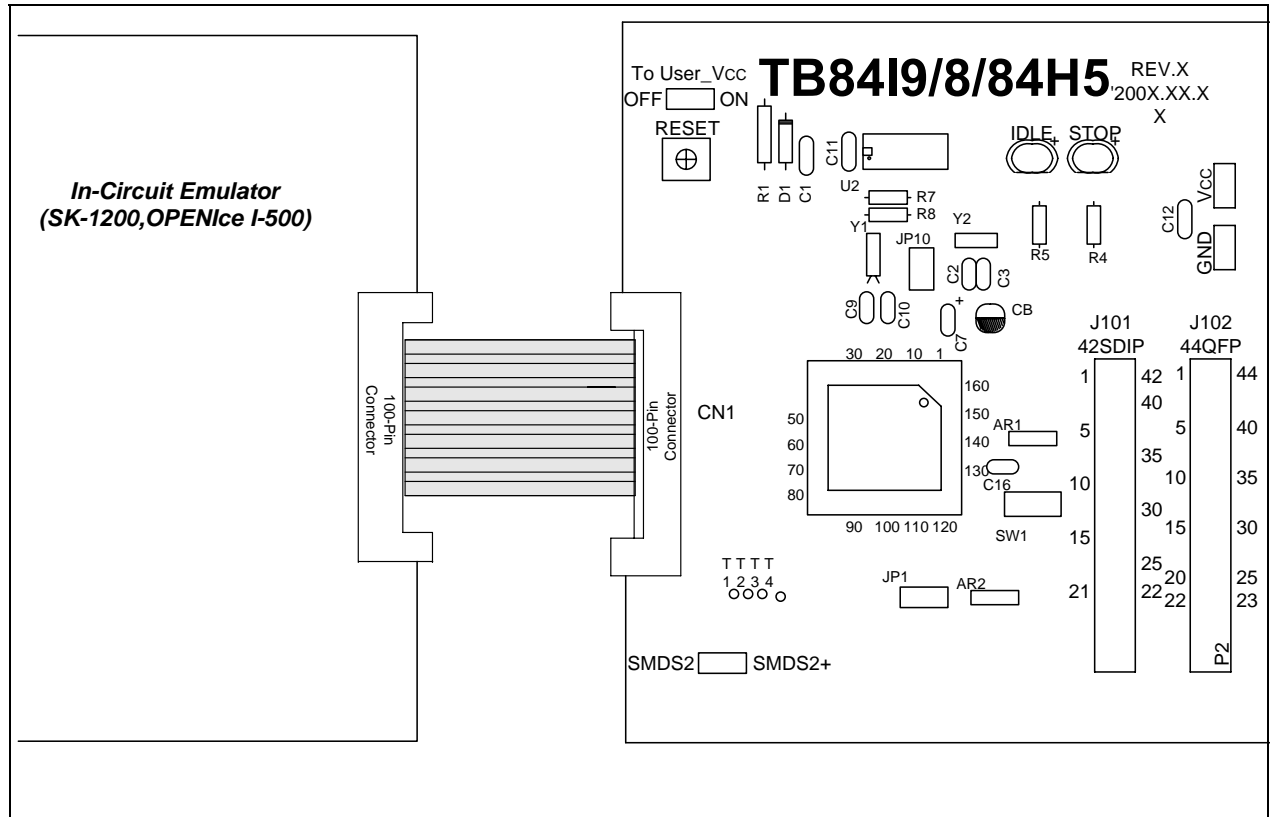 In-Circuit Emulator
(SK-1200,OPENIce I-500)
100-Pin
Connector
100-Pin
Connector
CN1
To User_Vcc
OFF ON
RESET
TB84I9/8/84H5
REV.X
'200X.XX.X
X
R1
D1
C1
C11
U2
R7
R8
IDLE +
STOP +
Vcc
GND
C12
Y1
JP10
Y2
R5
R4
C2
C3
C9
C10
+
C7
CB
30 20 10 1
160
150
140
130
50
60
70
80
90 100 110 120
AR1
C16
SW1
J101
42SDIP
1 42
40
5
35
10
30
15
25
21 22
J102
44QFP
1 44
5 40
10 35
15 30
20 25
22 23
P2
T T T T
1 2 3 4
JP1
AR2
SMDS2 SMDS2+